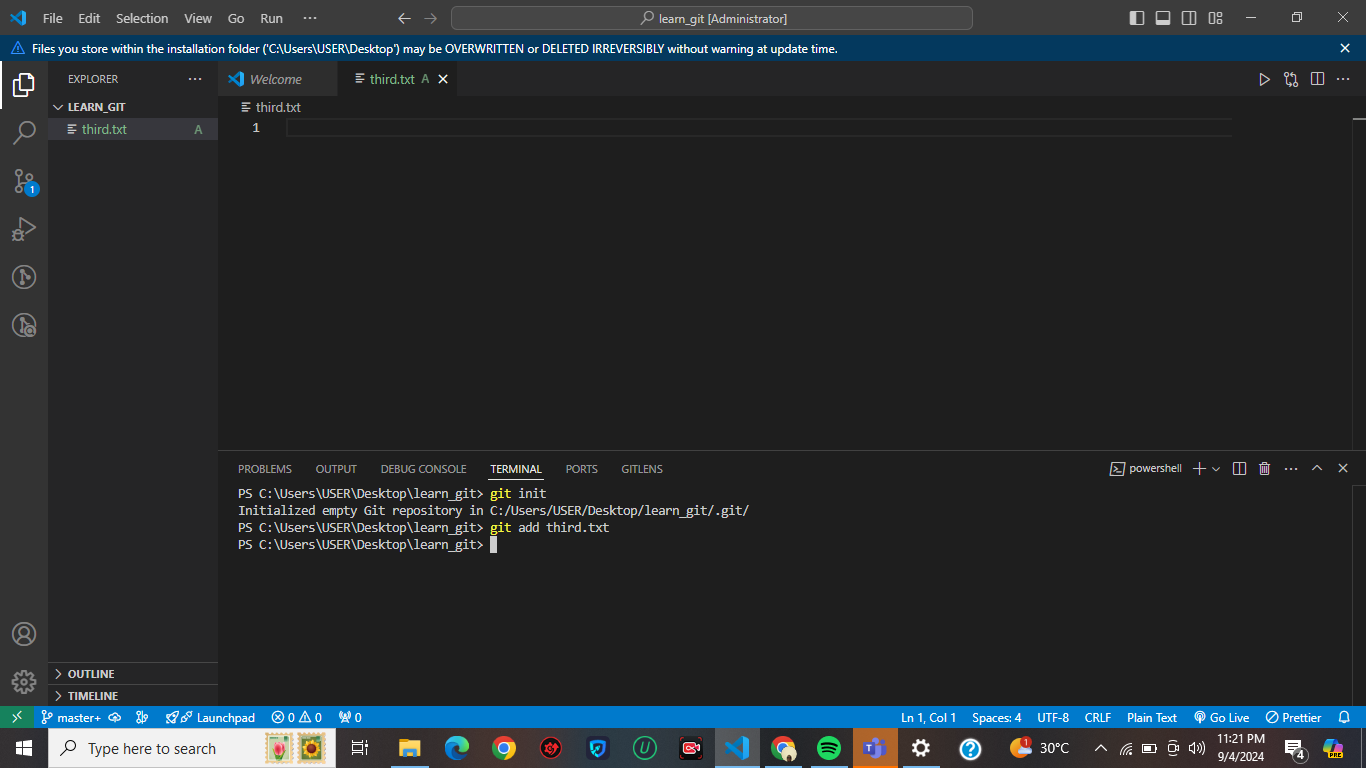 File Edit Selection View Go Run ··· learn_git [Administrator]
Files you store within the installation folder ('C:\Users\USER\Desktop') may be OVERWRITTEN or DELETED IRREVERSIBLY without warning at update time.
EXPLORER ···
Welcome
third.txt A
LEARN_GIT
third.txt A
third.txt
1
1
PROBLEMS OUTPUT DEBUG CONSOLE TERMINAL PORTS GITLENS powershell
PS C:\Users\USER\Desktop\learn_git> git init
Initialized empty Git repository in C:/Users/USER/Desktop/learn_git/.git/
PS C:\Users\USER\Desktop\learn_git> git add third.txt
PS C:\Users\USER\Desktop\learn_git>
OUTLINE
TIMELINE
master+ Launchpad 0 0 0 Ln 1, Col 1 Spaces: 4 UTF-8 CRLF Plain Text Go Live Prettier
Type here to search 1 30°C 11:21 PM 4 PRE
9/4/2024